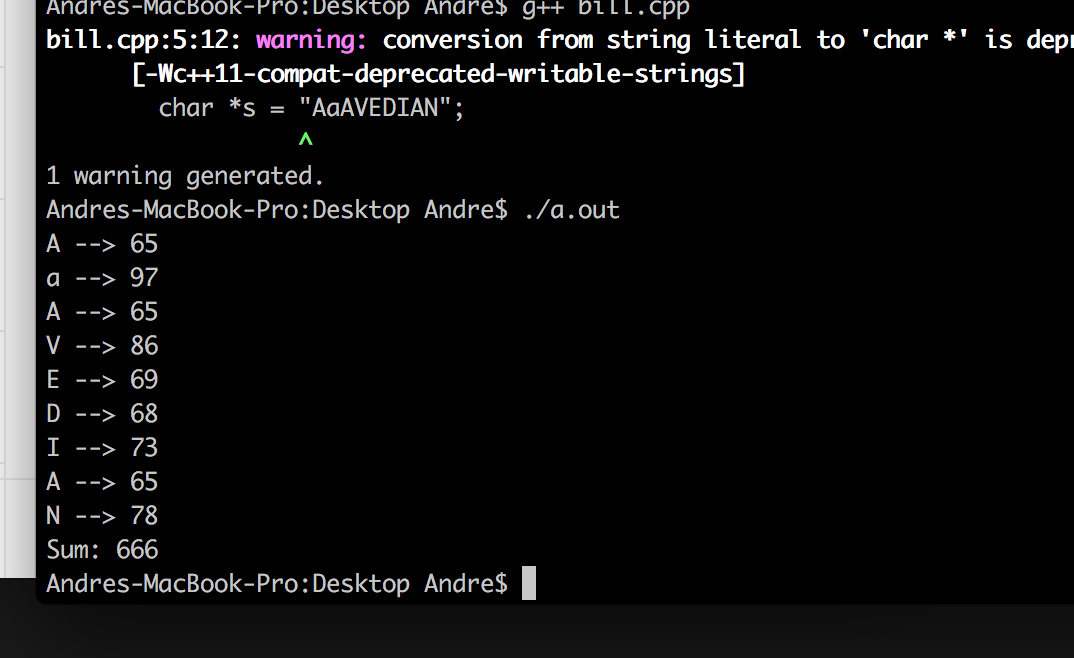 Andres-MacBook-Pro:Desktop Andre$ g++ bill.cpp
bill.cpp:5:12: warning: conversion from string literal to 'char *' is
[-Wc++11-compat-deprecated-writable-strings]
char *s = "AaAVEDIAN";
^
1 warning generated.
Andres-MacBook-Pro:Desktop Andre$ ./a.out
A --> 65
a --> 97
A --> 65
V --> 86
E --> 69
D --> 68
I --> 73
A --> 65
N --> 78
Sum: 666
Andres-MacBook-Pro:Desktop Andre$